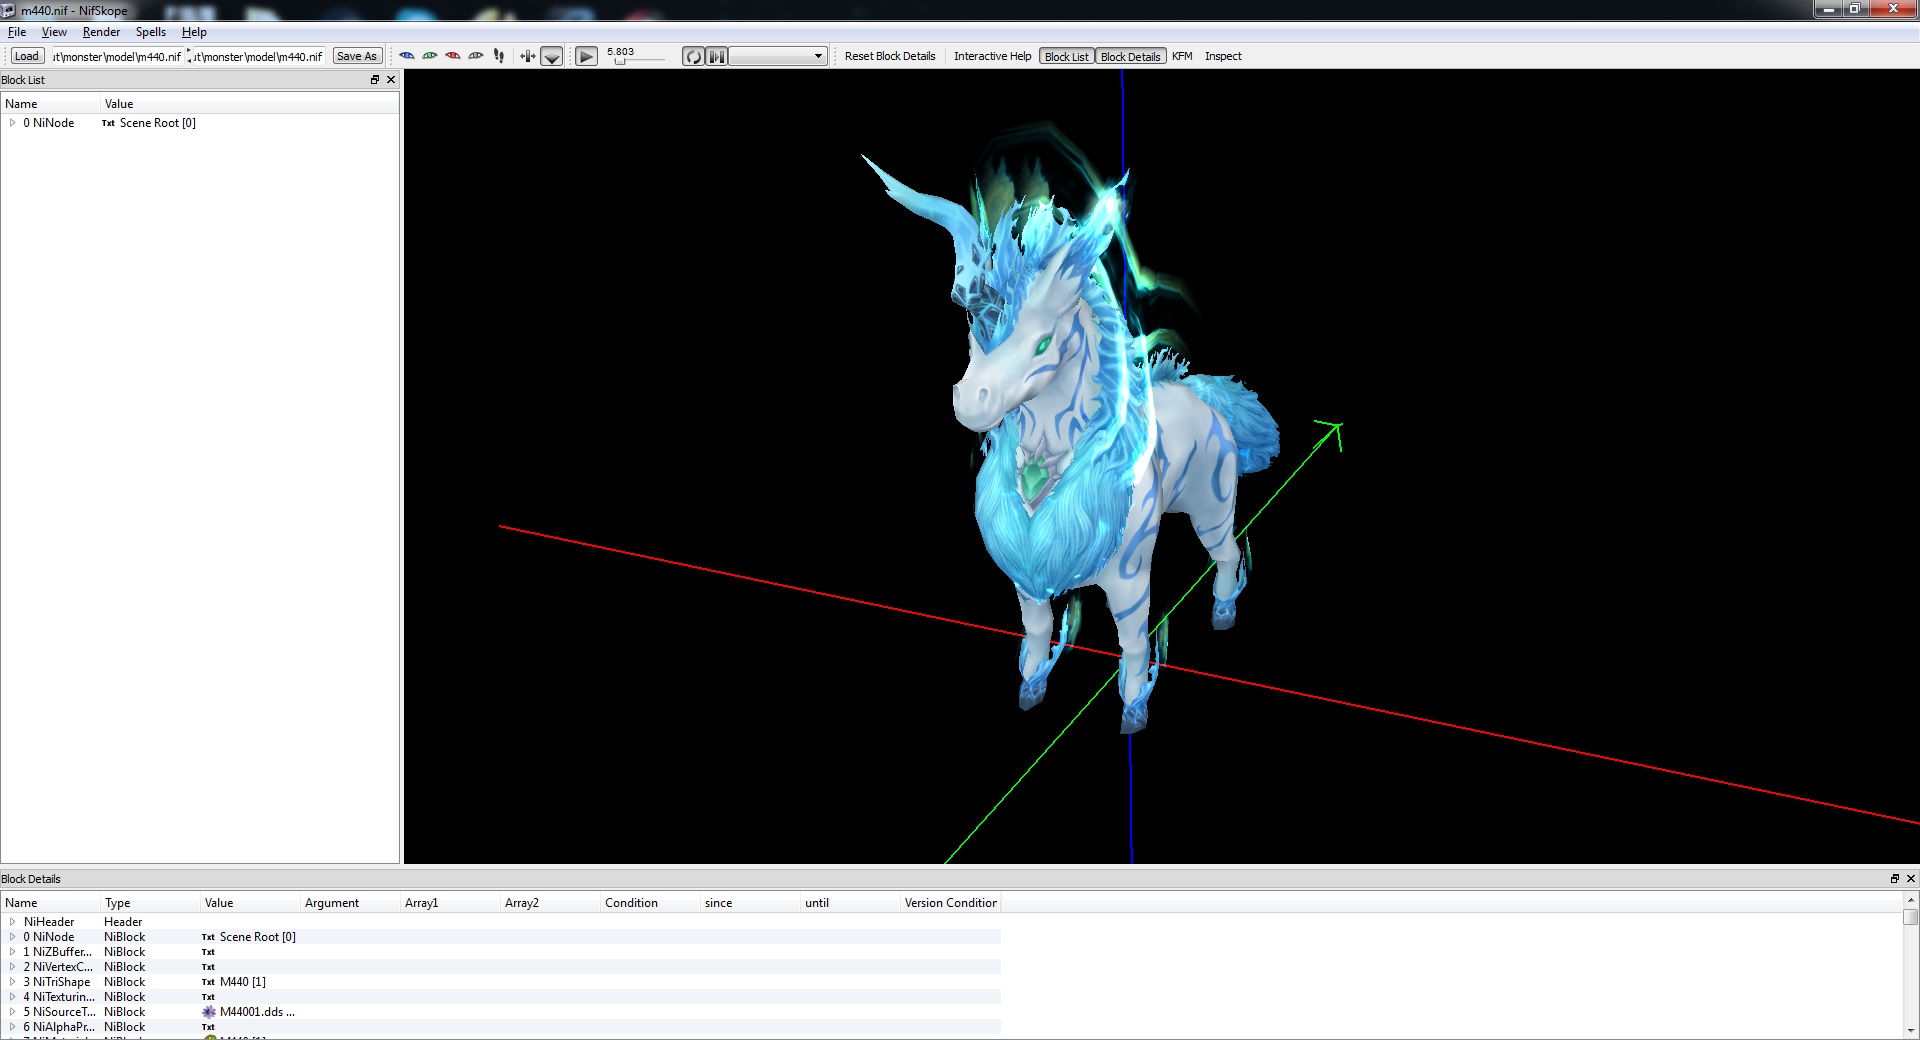 m440.nif - NifSkope
File View Render Spells Help
Load ut\monster\model\m440.nif ut\monster\model\m440.nif Save As 5.803 Reset Block Details Interactive Help Block List Block Details KFM Inspect
Block List
Name Value
0 NiNode Txt Scene Root [0]
Block Details
Name Type Value Argument Array1 Array2 Condition since until Version Condition
NiHeader Header
0 NiNode NiBlock Txt Scene Root [0]
1 NiZBuffer... NiBlock Txt
2 NiVertexC... NiBlock Txt
3 NiTriShape NiBlock Txt M440 [1]
4 NiTexturin... NiBlock Txt
5 NiSourceT... NiBlock M44001.dds ...
6 NiAlphaPr... NiBlock Txt